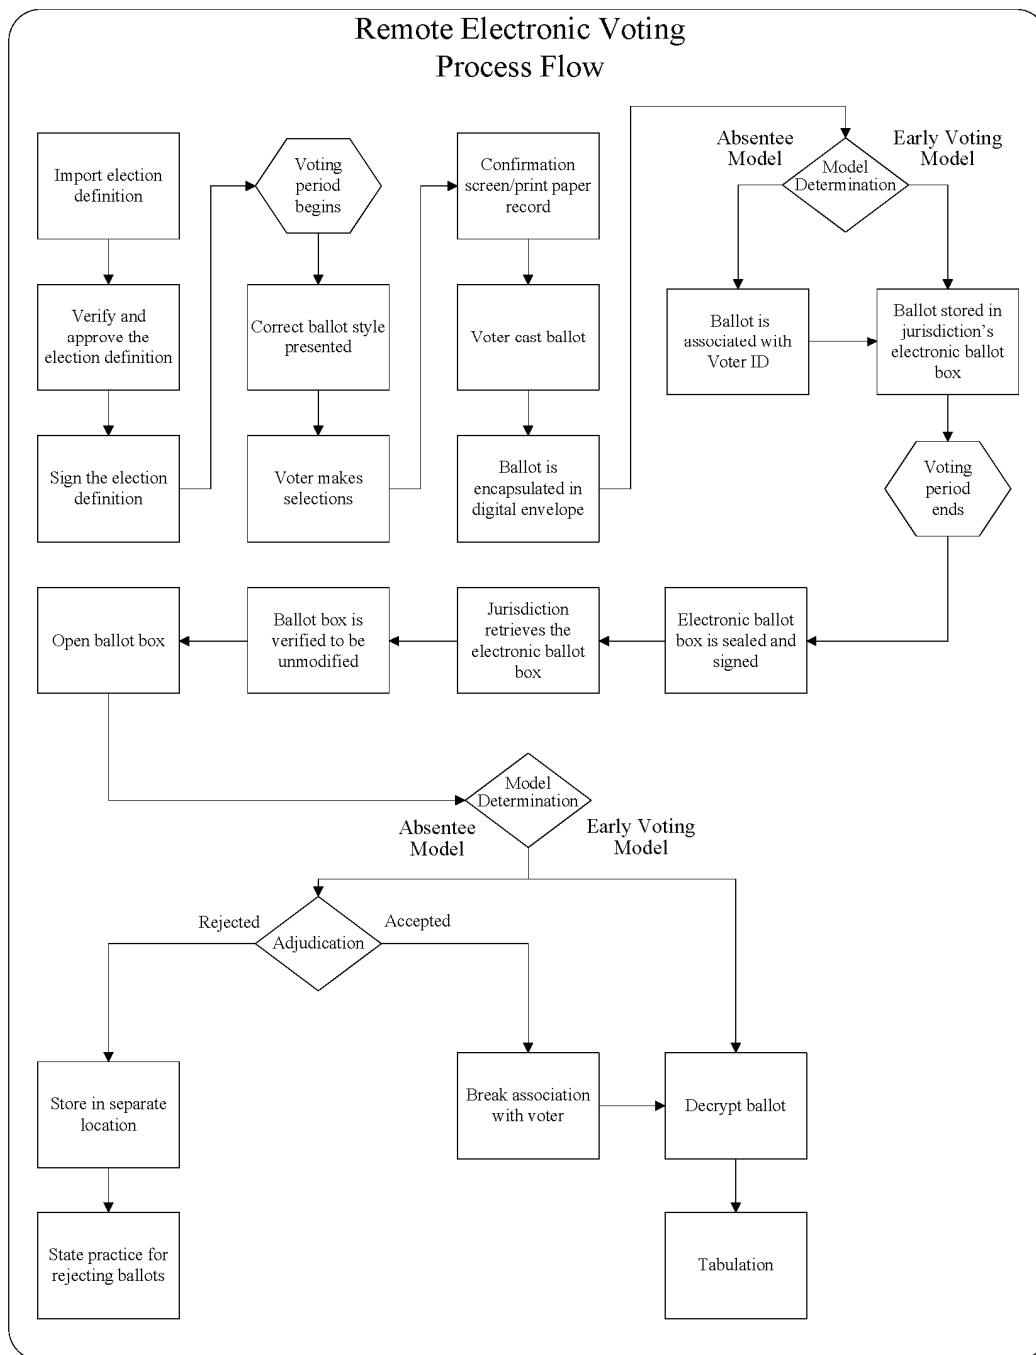 Remote Electronic Voting
Process Flow
Import election
definition
Verify and
approve the
election definition
Sign the election
definition
Voting
period
begins
Correct ballot style
presented
Voter makes
selections
Confirmation
screen/print paper
record
Voter cast ballot
Ballot is
encapsulated in
digital envelope
Absentee
Model
Early Voting
Model
Model
Determination
Ballot is
associated with
Voter ID
Ballot stored in
jurisdiction's
electronic ballot
box
Voting
period
ends
Electronic ballot
box is sealed and
signed
Jurisdiction
retrieves the
electronic ballot
box
Ballot box is
verified to be
unmodified
Open ballot box
Model
Determination
Absentee
Model
Early Voting
Model
Rejected
Adjudication
Accepted
Store in separate
location
State practice for
rejecting ballots
Break association
with voter
Decrypt ballot
Tabulation